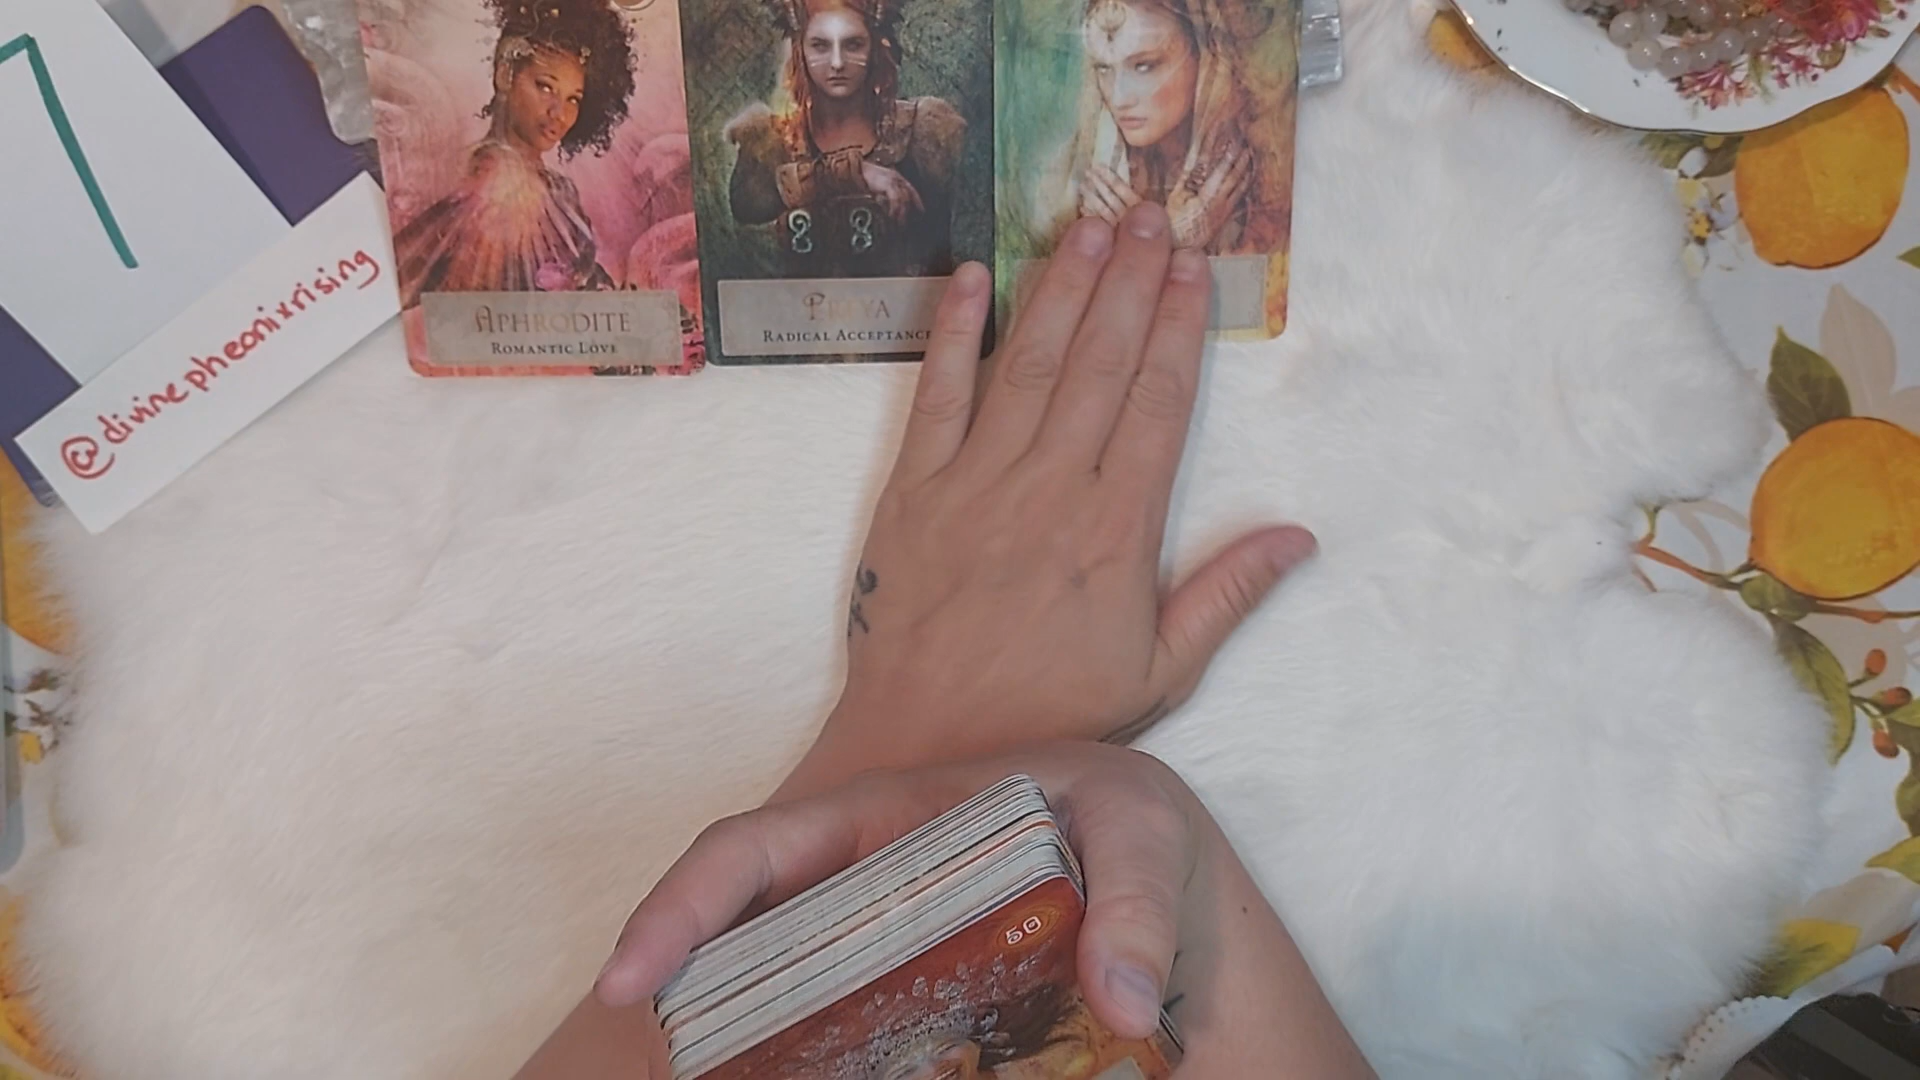 7
@divinepheonixrising
APHRODITE
ROMANTIC LOVE
FREYA
RADICAL ACCEPTANCE
50